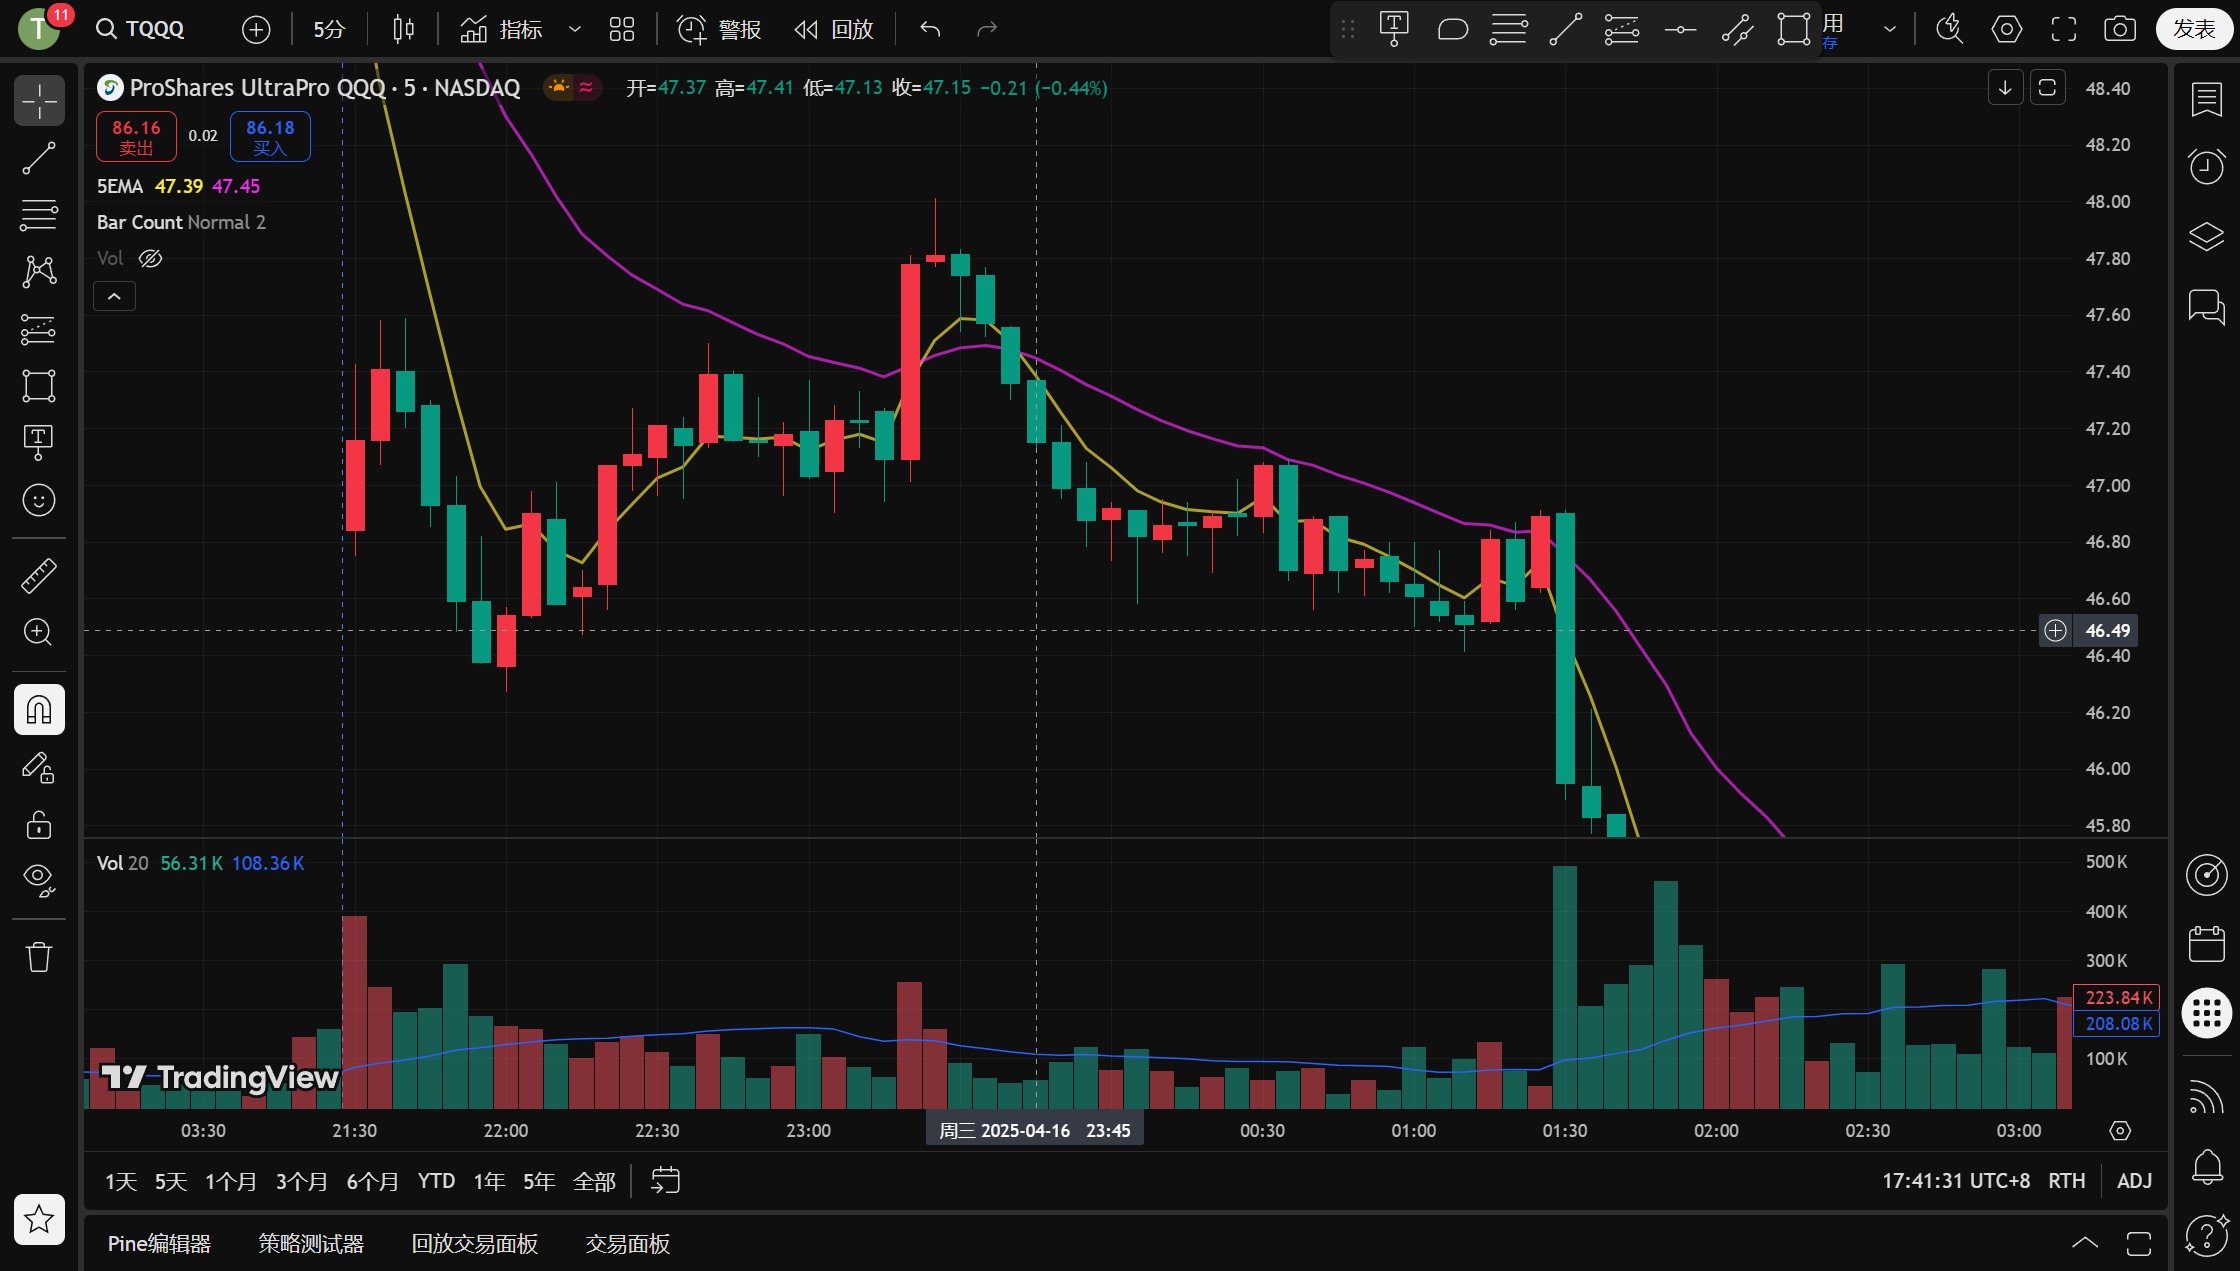 T 11 TQQQ 5分 指标 警报 回放 用 发表
存
ProShares UltraPro QQQ · 5 · NASDAQ 开=47.37 高=47.41 低=47.13 收=47.15 −0.21 (−0.44%)
86.16 0.02 86.18
卖出 买入
5EMA 47.39 47.45
Bar Count Normal 2
Vol
48.40
48.20
48.00
47.80
47.60
47.40
47.20
47.00
46.80
46.60
46.49
46.40
46.20
46.00
45.80
Vol 20 56.31 K 108.36 K
500 K
400 K
300 K
223.84 K
208.08 K
100 K
TradingView
03:30 21:30 22:00 22:30 23:00 周三 2025-04-16 23:45 00:30 01:00 01:30 02:00 02:30 03:00
1天 5天 1个月 3个月 6个月 YTD 1年 5年 全部 17:41:31 UTC+8 RTH ADJ
Pine编辑器 策略测试器 回放交易面板 交易面板